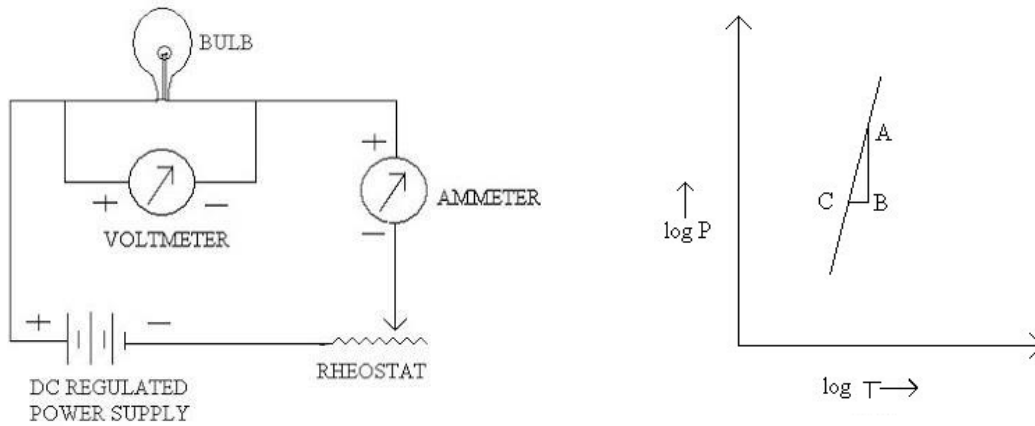 BULB
+
AMMETER
−
+ −
VOLTMETER
+ −
DC REGULATED
POWER SUPPLY
RHEOSTAT
log P
A
C B
log T